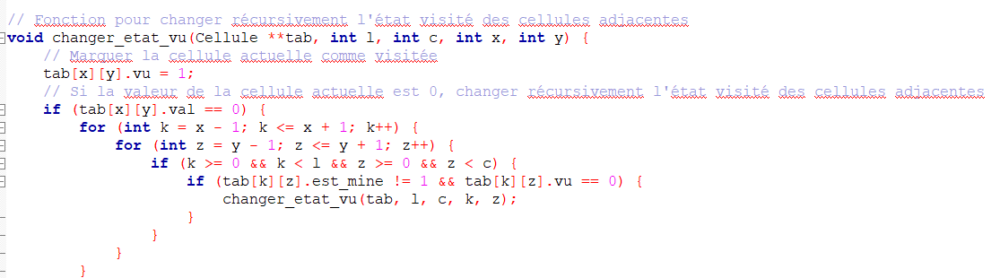 // Fonction pour changer récursivement l'état visité des cellules adjacentes
void changer_etat_vu(Cellule **tab, int l, int c, int x, int y) {
    // Marquer la cellule actuelle comme visitée
    tab[x][y].vu = 1;
    // Si la valeur de la cellule actuelle est 0, changer récursivement l'état visité des cellules adjacentes
    if (tab[x][y].val == 0) {
        for (int k = x - 1; k <= x + 1; k++) {
            for (int z = y - 1; z <= y + 1; z++) {
                if (k >= 0 && k < l && z >= 0 && z < c) {
                    if (tab[k][z].est_mine != 1 && tab[k][z].vu == 0) {
                        changer_etat_vu(tab, l, c, k, z);
                    }
                }
            }
        }